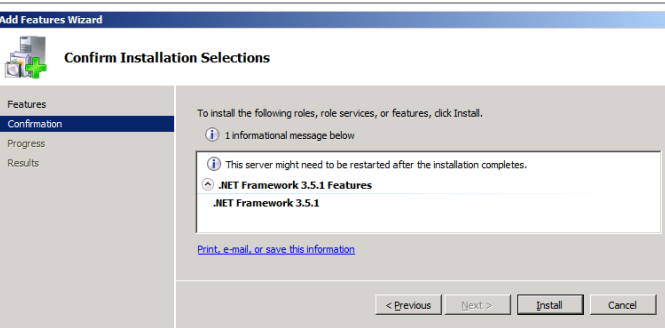 Add Features Wizard
Confirm Installation Selections
Features
Confirmation
Progress
Results
To install the following roles, role services, or features, click Install.
1 informational message below
This server might need to be restarted after the installation completes.
.NET Framework 3.5.1 Features
.NET Framework 3.5.1
Print, e-mail, or save this information
< Previous
Next >
Install
Cancel